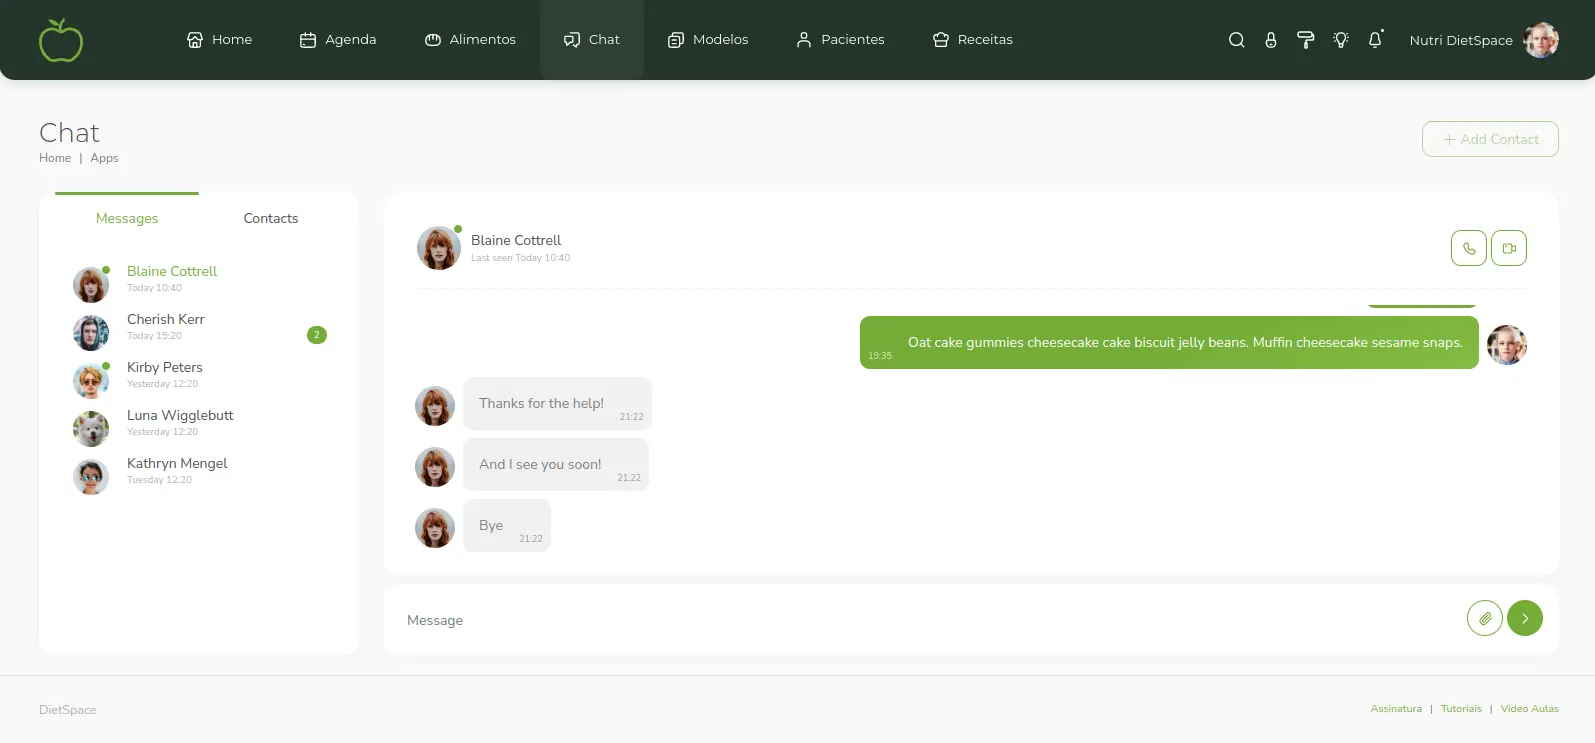 Home
Agenda
Alimentos
Chat
Modelos
Pacientes
Receitas
Nutri DietSpace
Chat
Home | Apps
+ Add Contact
Messages
Contacts
Blaine Cottrell
Today 10:40
Cherish Kerr
Today 15:20
2
Kirby Peters
Yesterday 12:20
Luna Wigglebutt
Yesterday 12:20
Kathryn Mengel
Tuesday 12:20
Blaine Cottrell
Last seen Today 10:40
Oat cake gummies cheesecake cake biscuit jelly beans. Muffin cheesecake sesame snaps.
19:35
Thanks for the help!
21:22
And I see you soon!
21:22
Bye
21:22
Message
DietSpace
Assinatura | Tutoriais | Video Aulas